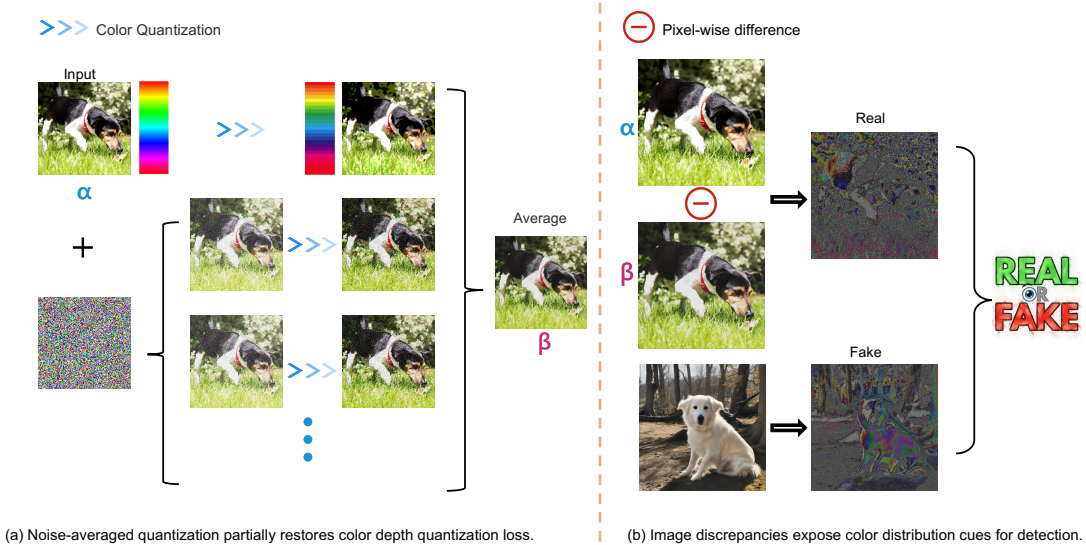 Color Quantization
Input
α
+
Average
β
(a) Noise-averaged quantization partially restores color depth quantization loss.
Pixel-wise difference
α
β
Real
Fake
REAL
OR
FAKE
(b) Image discrepancies expose color distribution cues for detection.